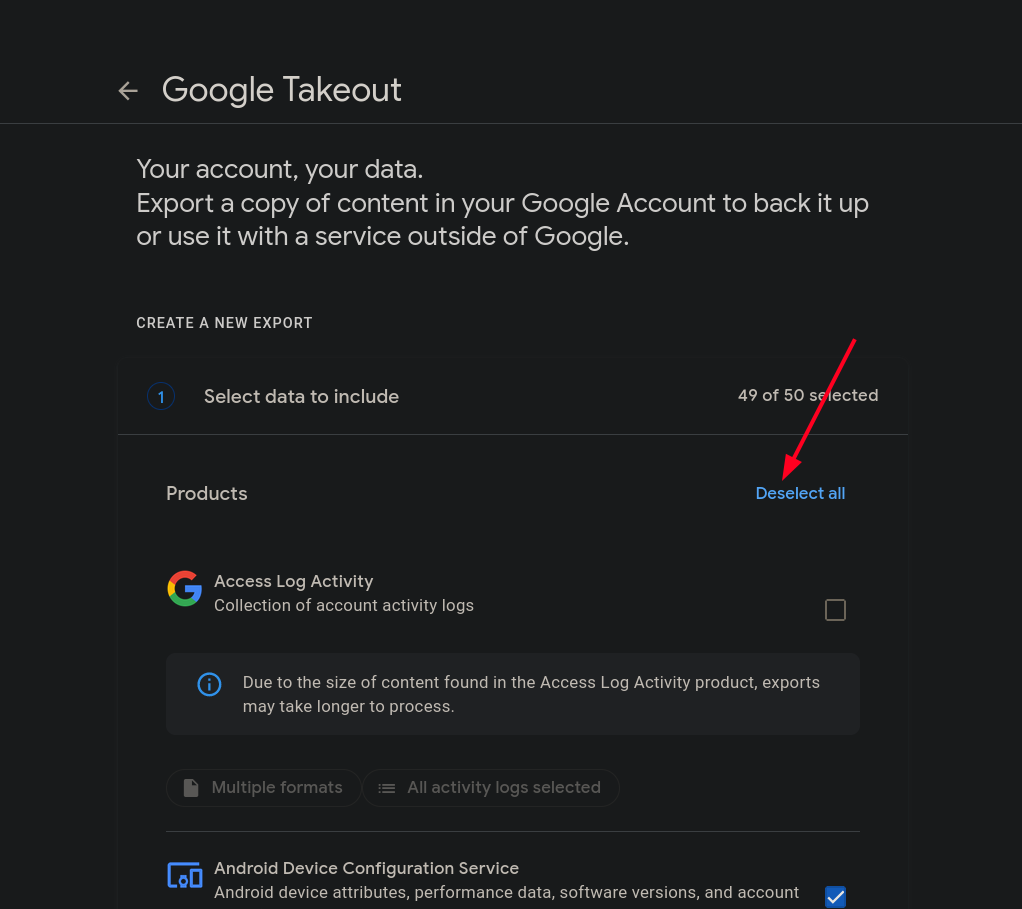 Google Takeout
Your account, your data.
Export a copy of content in your Google Account to back it up
or use it with a service outside of Google.
CREATE A NEW EXPORT
1 Select data to include 49 of 50 selected
Products Deselect all
Access Log Activity
Collection of account activity logs
Due to the size of content found in the Access Log Activity product, exports
may take longer to process.
Multiple formats All activity logs selected
Android Device Configuration Service
Android device attributes, performance data, software versions, and account